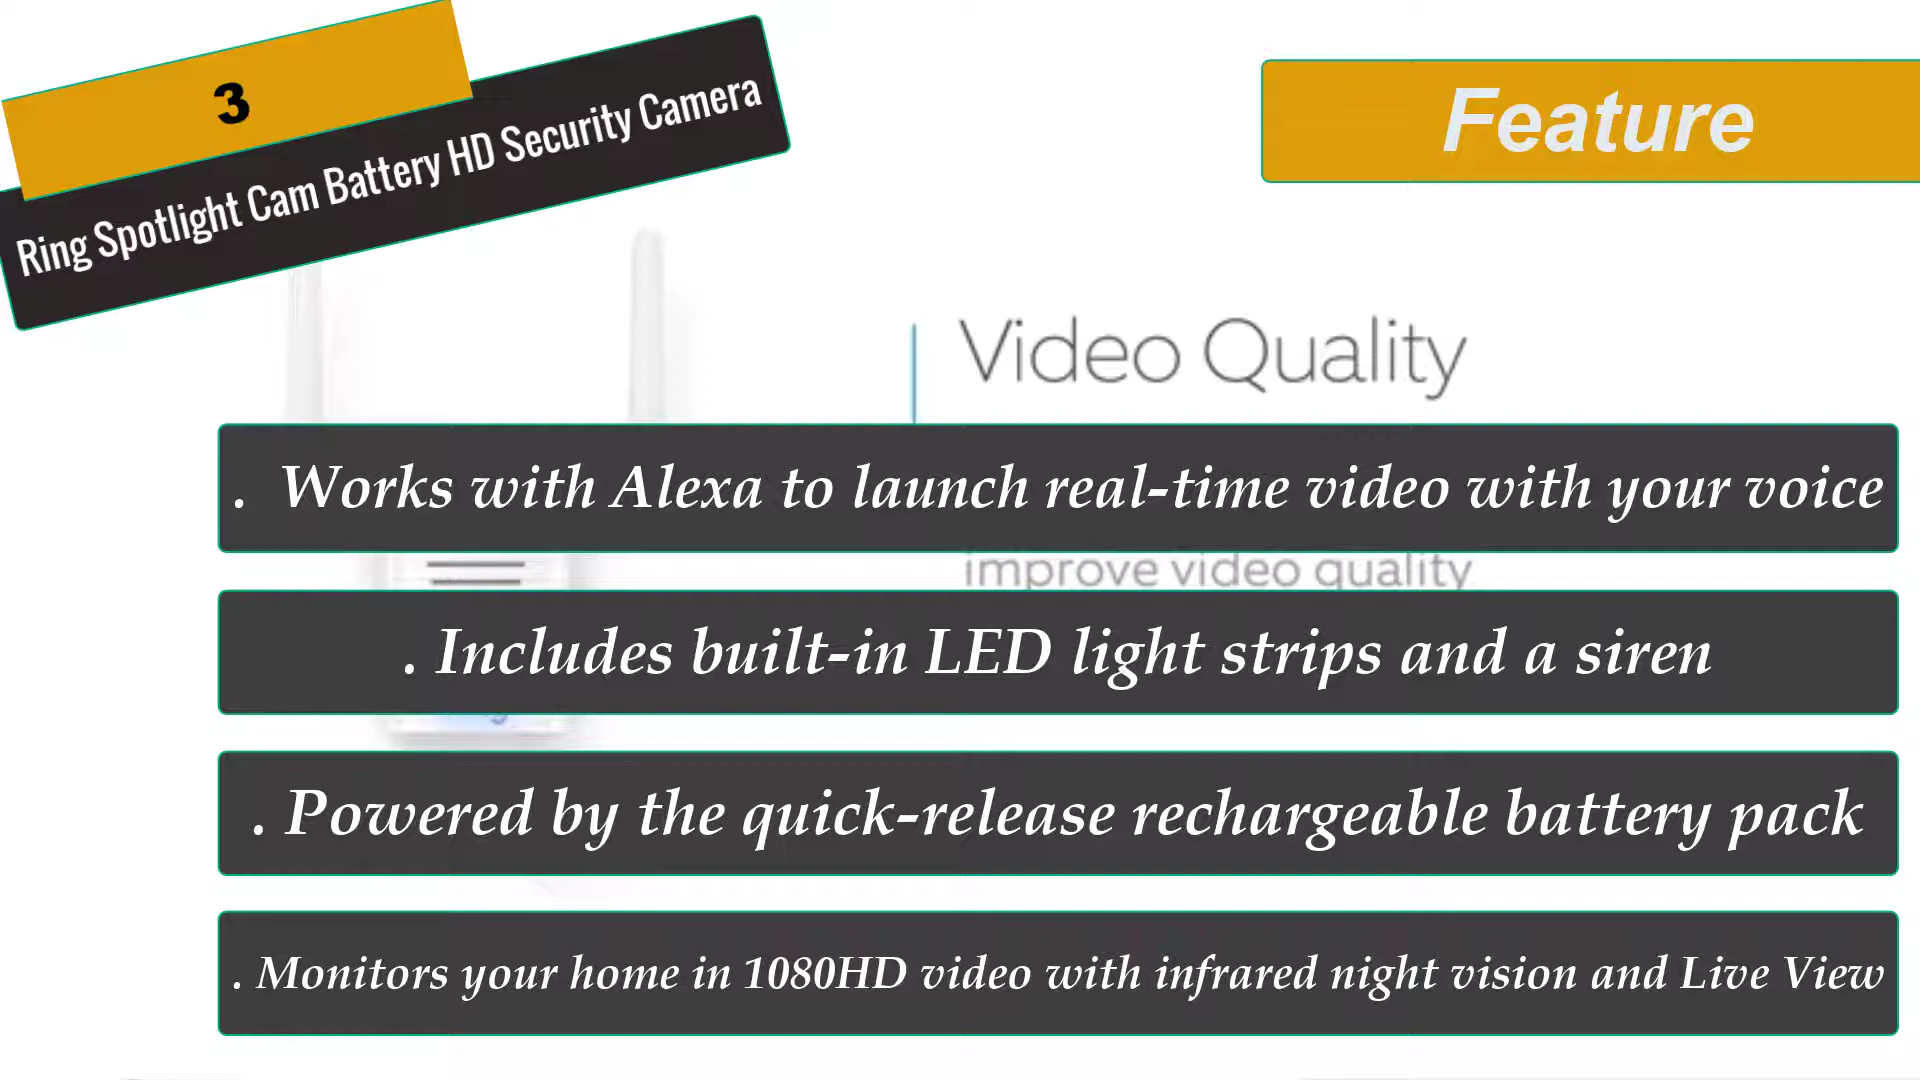 3
Ring Spotlight Cam Battery HD Security Camera
Feature
Video Quality
. Works with Alexa to launch real-time video with your voice
improve video quality
. Includes built-in LED light strips and a siren
. Powered by the quick-release rechargeable battery pack
. Monitors your home in 1080HD video with infrared night vision and Live View